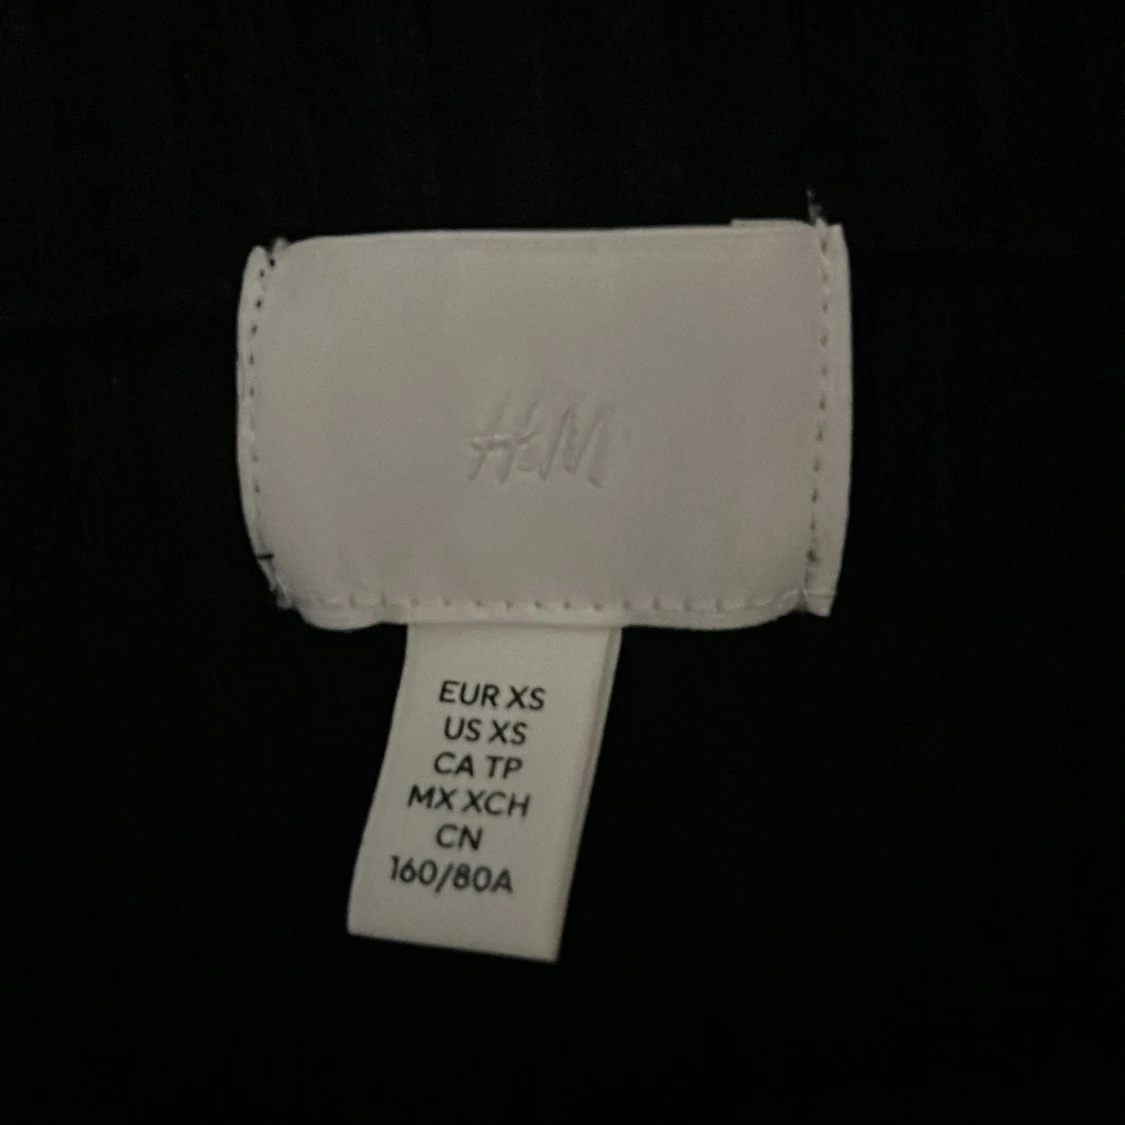 H&M
EUR XS
US XS
CA TP
MX XCH
CN
160/80A